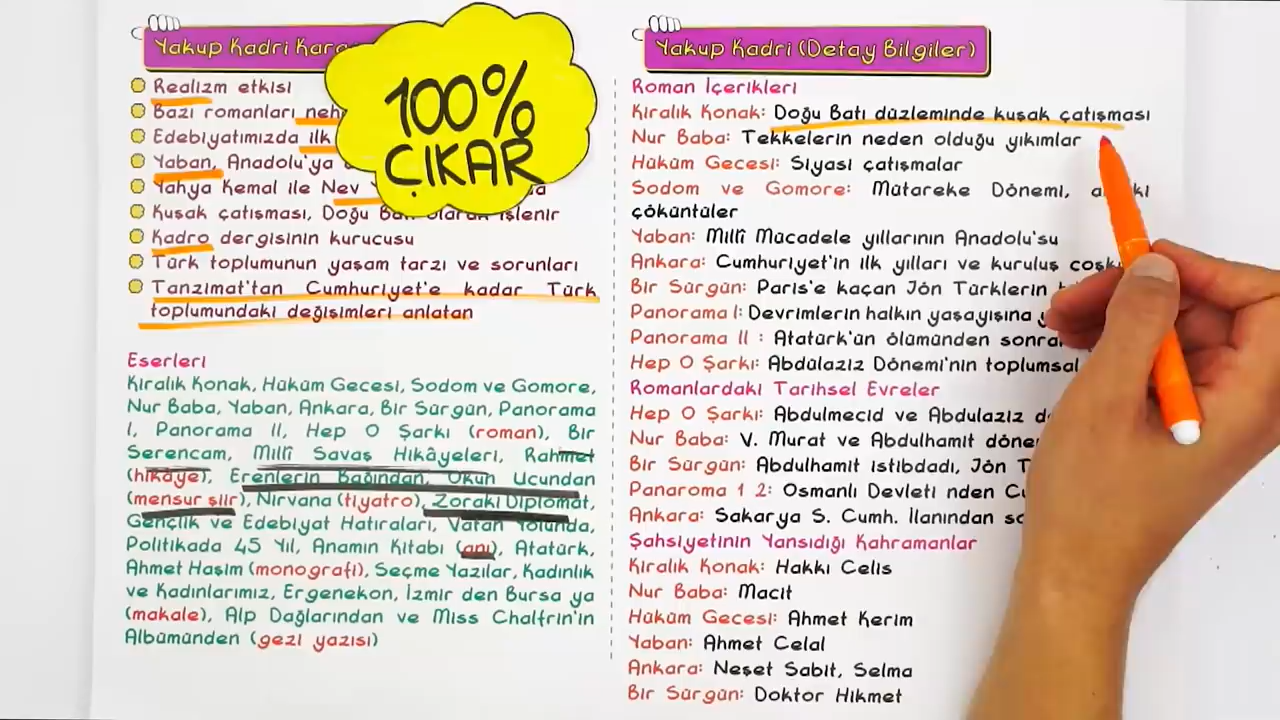 Yakup Kadri
Realizm etkisi
Bazı romanları
Edebiyatımızda ilk
Yaban, Anadolu'ya
Yahya Kemal ile Nev
Kuşak çatışması, Doğu olarak işlenir
Kadro dergisinin kurucusu
Türk toplumunun yaşam tarzı ve sorunları
Tanzimat'tan Cumhuriyet'e kadar Türk
toplumundaki değişimleri anlatan
100%
ÇIKAR
Eserleri
Kiralık Konak, Hüküm Gecesi, Sodom ve Gomore,
Nur Baba, Yaban, Ankara, Bir Sürgün, Panorama
I, Panorama II, Hep O Şarkı (roman), Bir
Serencam, Millî Savaş Hikâyeleri, Rahmet
(hikâye), Erenlerin Bağından, Okun Ucundan
(mensur şiir), Nirvana (tiyatro), Zoraki Diplomat,
Gençlik ve Edebiyat Hatıraları, Vatan Yolunda,
Politikada 45 Yıl, Anamın Kitabı (anı), Atatürk,
Ahmet Haşim (monografi), Seçme Yazılar, Kadınlık
ve Kadınlarımız, Ergenekon, İzmir den Bursa ya
(makale), Alp Dağlarından ve Miss Chalfrin'in
Albümünden (gezi yazısı)
Yakup Kadri (Detay Bilgiler)
Roman İçerikleri
Kiralık Konak: Doğu Batı düzleminde kuşak çatışması
Nur Baba: Tekkelerin neden olduğu yıkımlar
Hüküm Gecesi: Siyasi çatışmalar
Sodom ve Gomore: Mütareke Dönemi,
çöküntüler
Yaban: Millî Mücadele yıllarının Anadolu'su
Ankara: Cumhuriyet'in ilk yılları ve kuruluş
Bir Sürgün: Paris'e kaçan Jön Türklerin
Panorama I: Devrimlerin halkın yaşayışına
Panorama II : Atatürk'ün ölümünden
Hep O Şarkı: Abdülaziz Dönemi'nin toplumsal
Romanlardaki Tarihsel Evreler
Hep O Şarkı: Abdulmecid ve Abdulaziz
Nur Baba: V. Murat ve Abdulhamit
Bir Sürgün: Abdulhamit istibdadı, Jön
Panaroma 1 2: Osmanlı Devleti nden
Ankara: Sakarya S. Cumh. İlanından
Şahsiyetinin Yansıdığı Kahramanlar
Kiralık Konak: Hakkı Celis
Nur Baba: Macit
Hüküm Gecesi: Ahmet Kerim
Yaban: Ahmet Celal
Ankara: Neşet Sabit, Selma
Bir Sürgün: Doktor Hikmet